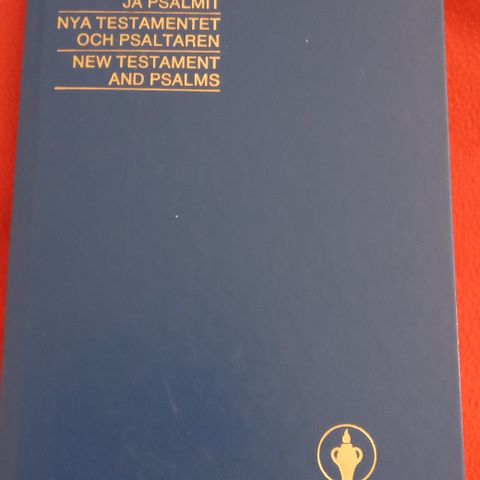 JA PSALMIT
NYA TESTAMENTET
OCH PSALTAREN
NEW TESTAMENT
AND PSALMS